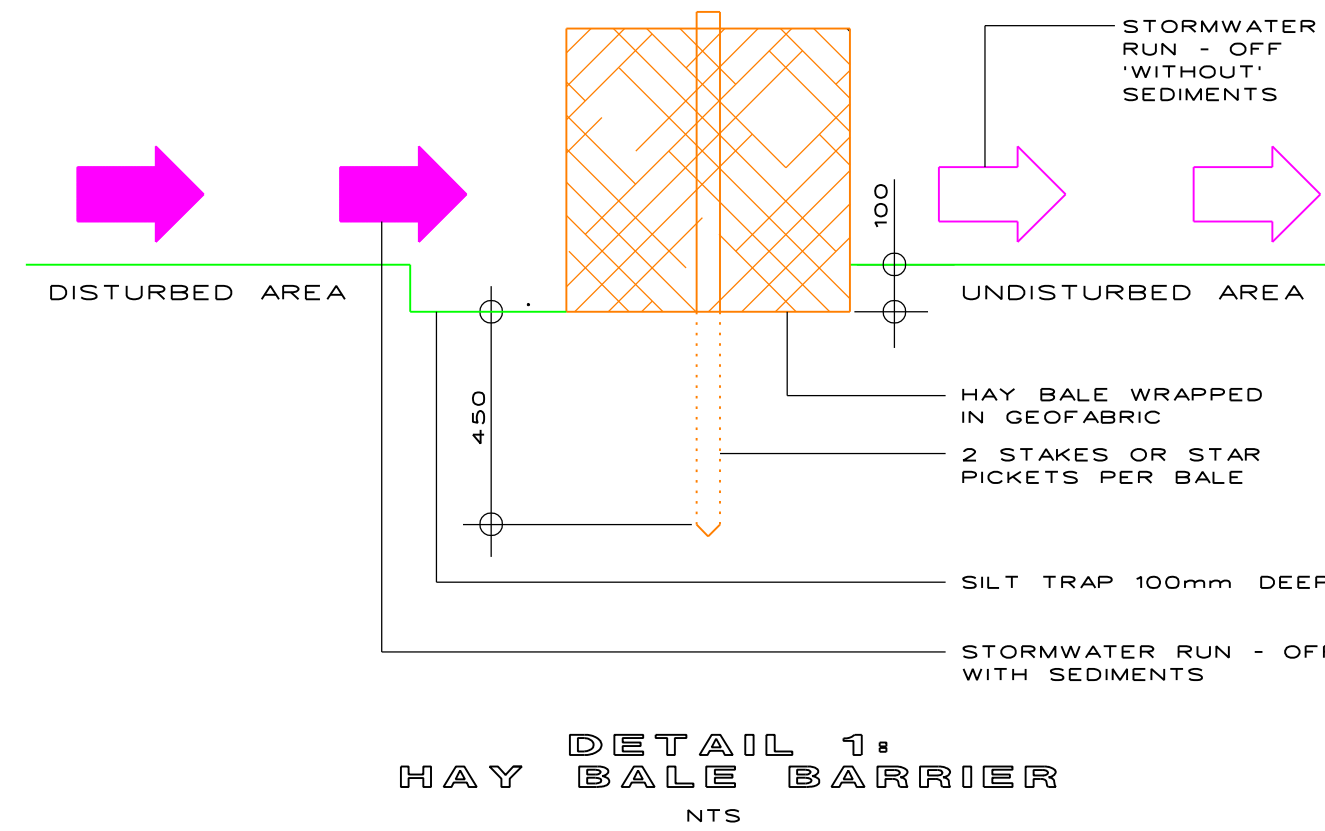 STORMWATER
RUN - OFF
'WITHOUT'
SEDIMENTS
100
DISTURBED AREA
UNDISTURBED AREA
450
HAY BALE WRAPPED
IN GEOFABRIC
2 STAKES OR STAR
PICKETS PER BALE
SILT TRAP 100mm
STORMWATER RUN -
WITH SEDIMENTS
DETAIL 1:
HAY BALE BARRIER
NTS